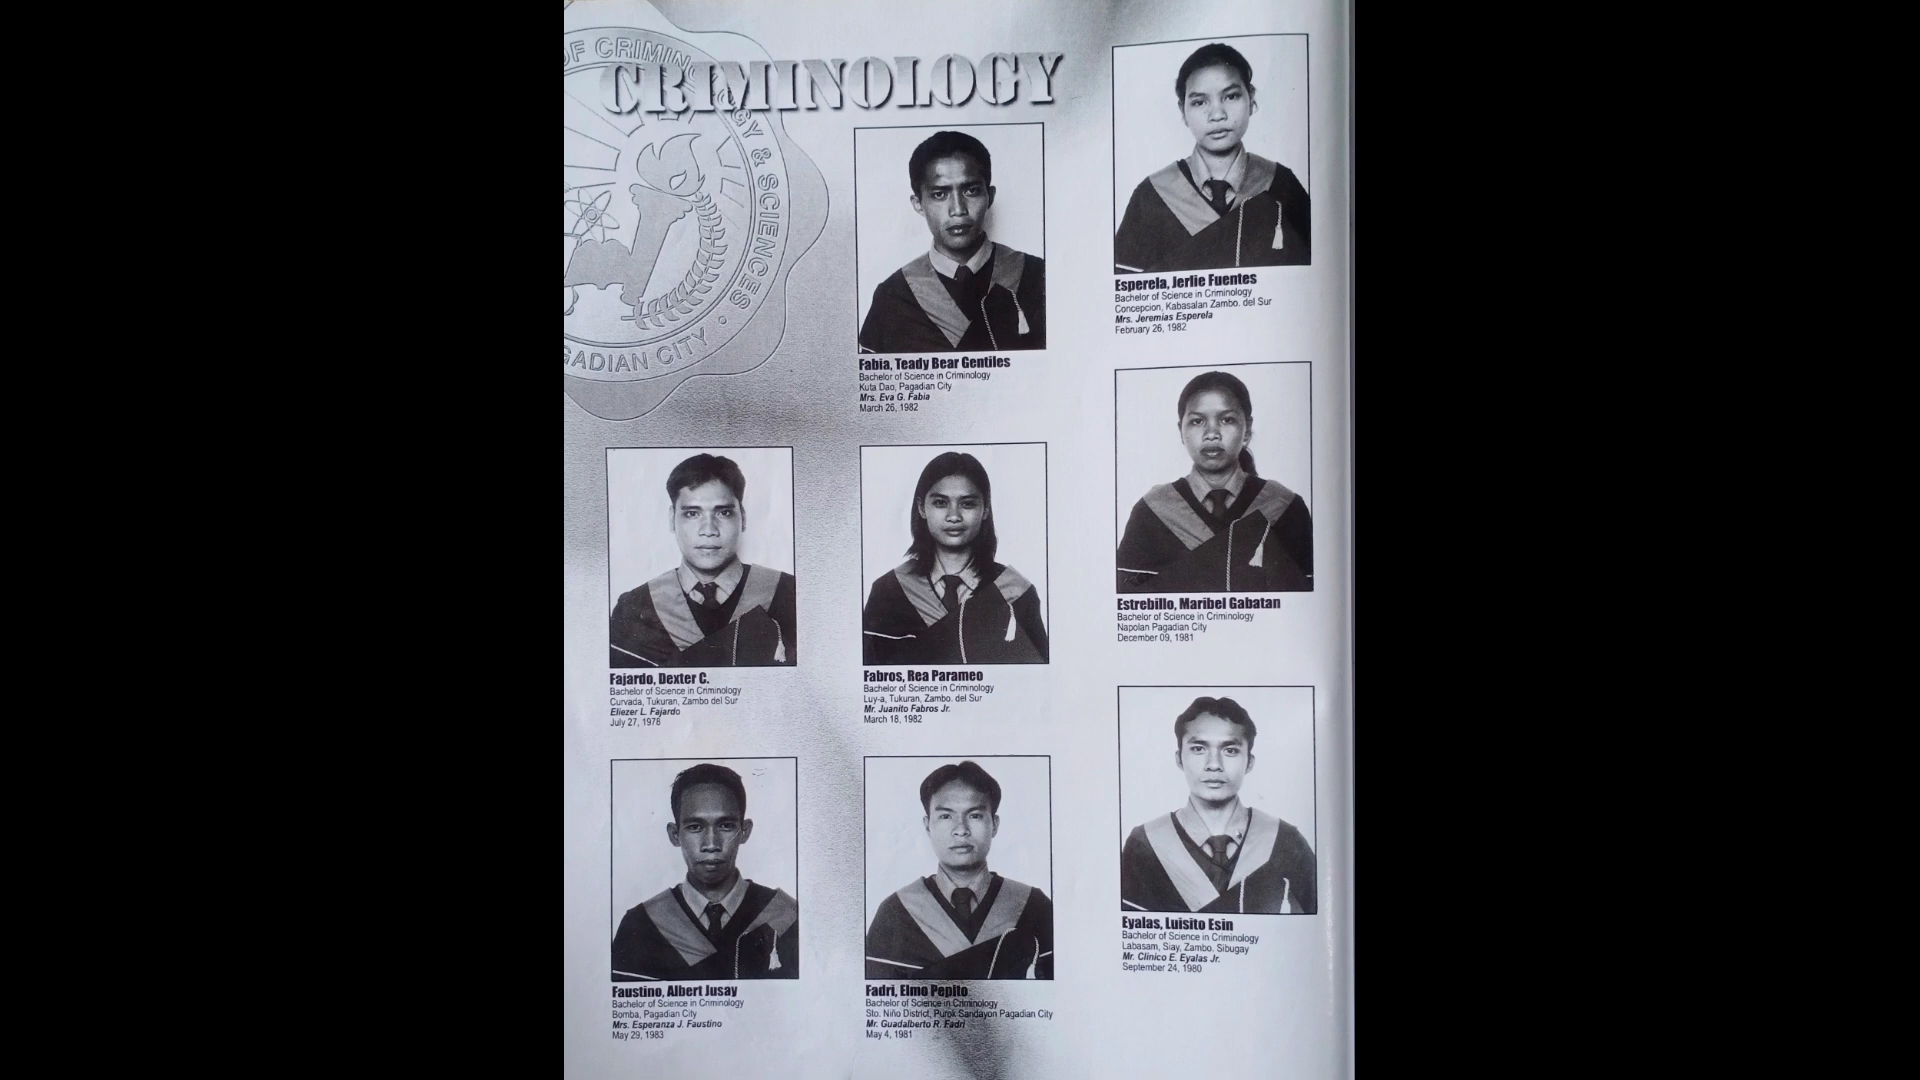 OF CRIMINOLOGY & SCIENCES
GADIAN CITY
CRIMINOLOGY
Esperela, Jerlie Fuentes
Bachelor of Science in Criminology
Concepcion, Kabasalan Zambo. del Sur
Mrs. Jeremias Esperela
February 26, 1982
Fabia, Teady Bear Gentiles
Bachelor of Science in Criminology
Kuta Dao, Pagadian City
Mrs. Eva G. Fabia
March 26, 1982
Estrebillo, Maribel Gabatan
Bachelor of Science in Criminology
Napolan Pagadian City
December 09, 1981
Fajardo, Dexter C.
Bachelor of Science in Criminology
Curvada, Tukuran, Zambo del Sur
Eliezer L. Fajardo
July 27, 1978
Fabros, Rea Parameo
Bachelor of Science in Criminology
Luy-a, Tukuran, Zambo. del Sur
Mr. Juanito Fabros Jr.
March 18, 1982
Eyalas, Luisito Esin
Bachelor of Science in Criminology
Labasam, Siay, Zambo. Sibugay
Mr. Clinico E. Eyalas Jr.
September 24, 1980
Faustino, Albert Jusay
Bachelor of Science in Criminology
Bomba, Pagadian City
Mrs. Esperanza J. Faustino
May 29, 1983
Fadri, Elmo Pepito
Bachelor of Science in Criminology
Sto. Niño District, Purok Sandayon Pagadian City
Mr. Guadalberto R. Fadri
May 4, 1981